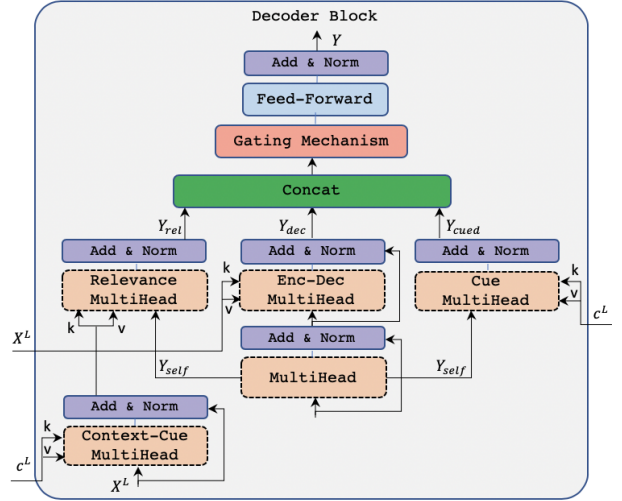 Decoder Block
Y
Add & Norm
Feed-Forward
Gating Mechanism
Concat
Y_rel
Y_dec
Y_cued
Add & Norm
Add & Norm
Add & Norm
Relevance
MultiHead
k
v
Enc-Dec
MultiHead
k
v
Cue
MultiHead
k
v
c^L
X^L
Add & Norm
Y_self
MultiHead
Y_self
Add & Norm
Context-Cue
MultiHead
k
v
c^L
X^L